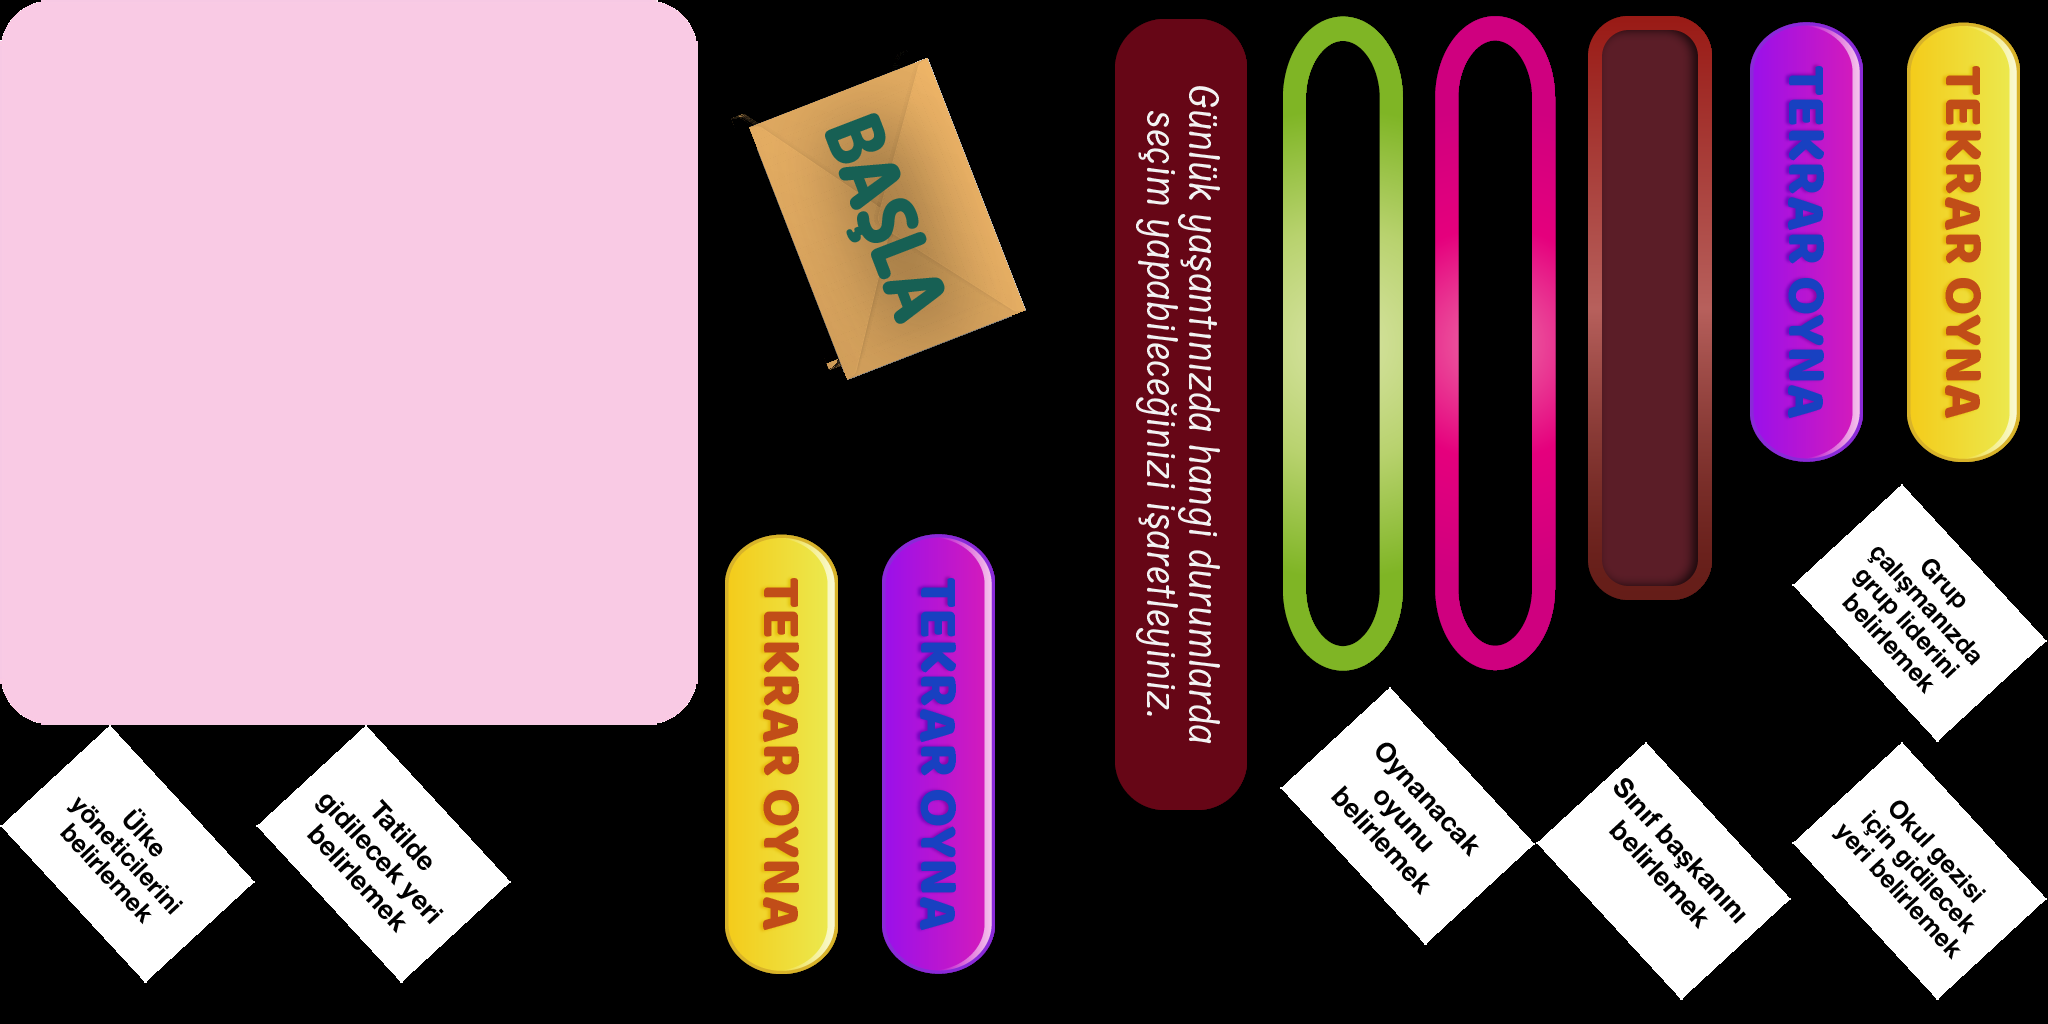 BAŞLA
Günlük yaşantınızda hangi durumlarda
seçim yapabileceğinizi işaretleyiniz.
TEKRAR OYNA
TEKRAR OYNA
TEKRAR OYNA
TEKRAR OYNA
Grup
çalışmanızda
grup liderini
belirlemek
Ülke
yöneticilerini
belirlemek
Tatilde
gidilecek yeri
belirlemek
Oynanacak
oyunu
belirlemek
Sınıf başkanını
belirlemek
Okul gezisi
için gidilecek
yeri belirlemek